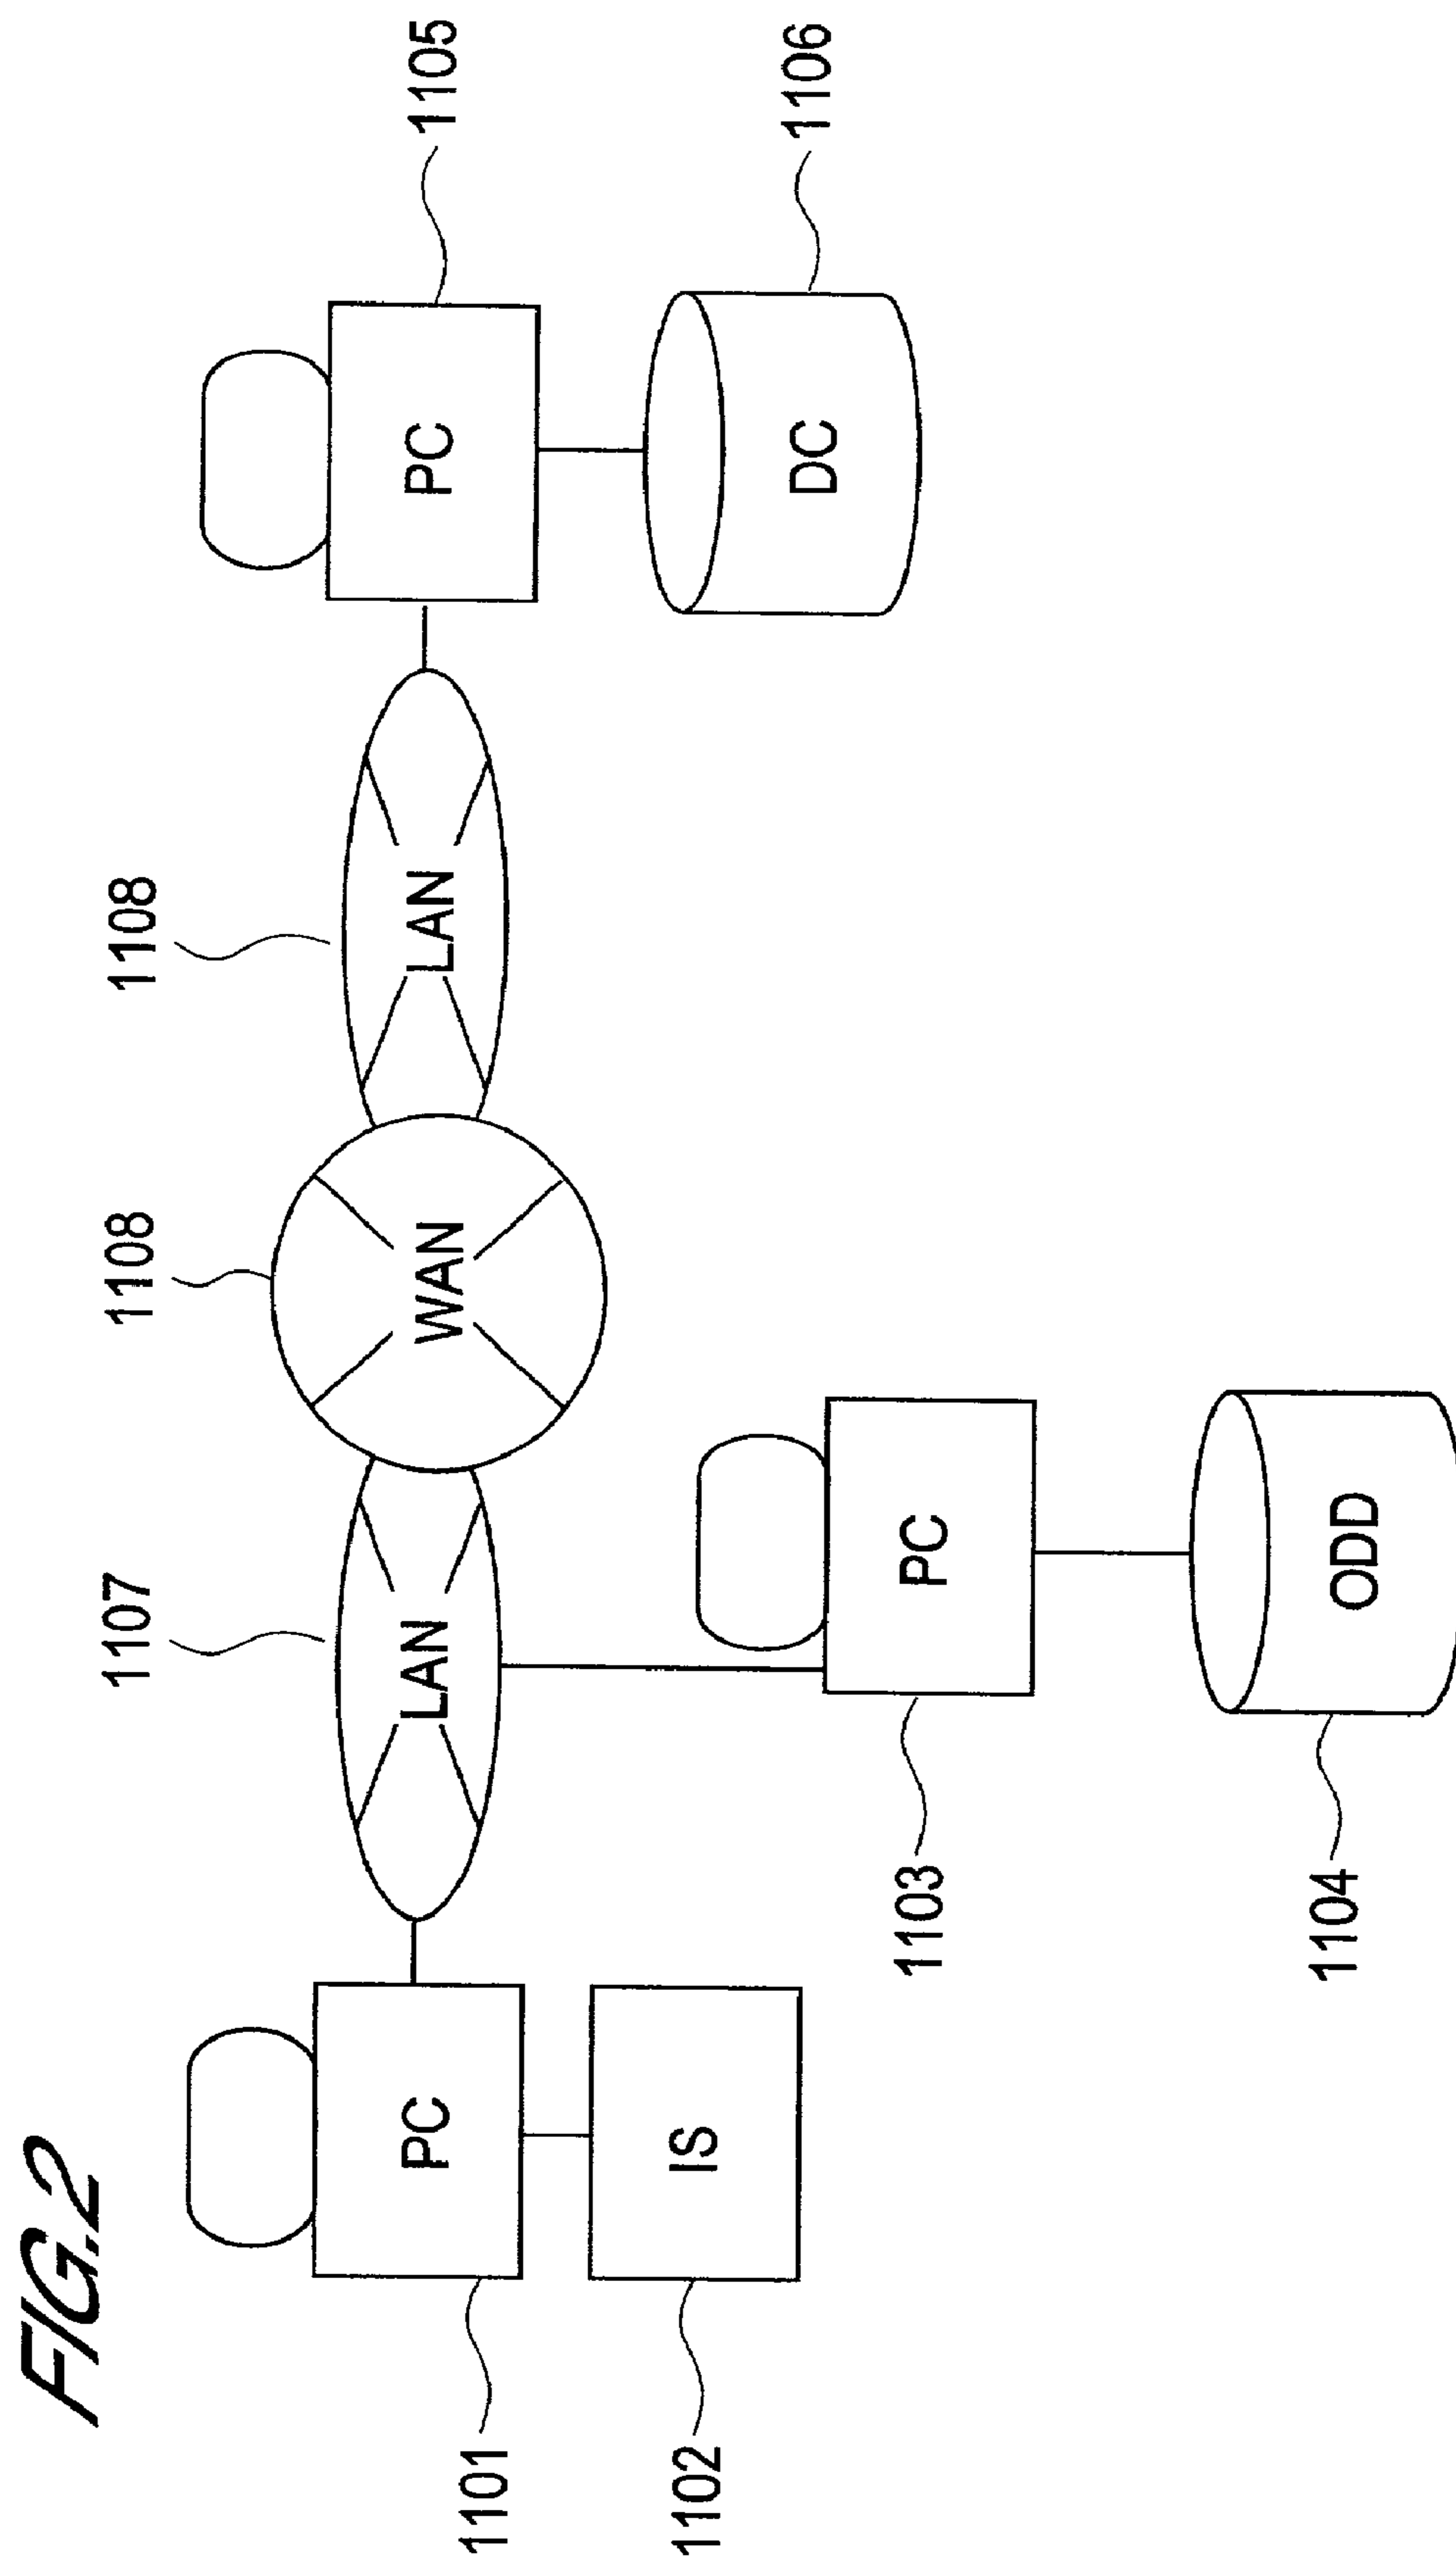 FIG.2
1107
1108
1108
PC
LAN
WAN
LAN
PC
1105
1101
IS
1102
PC
1103
DC
1106
ODD
1104